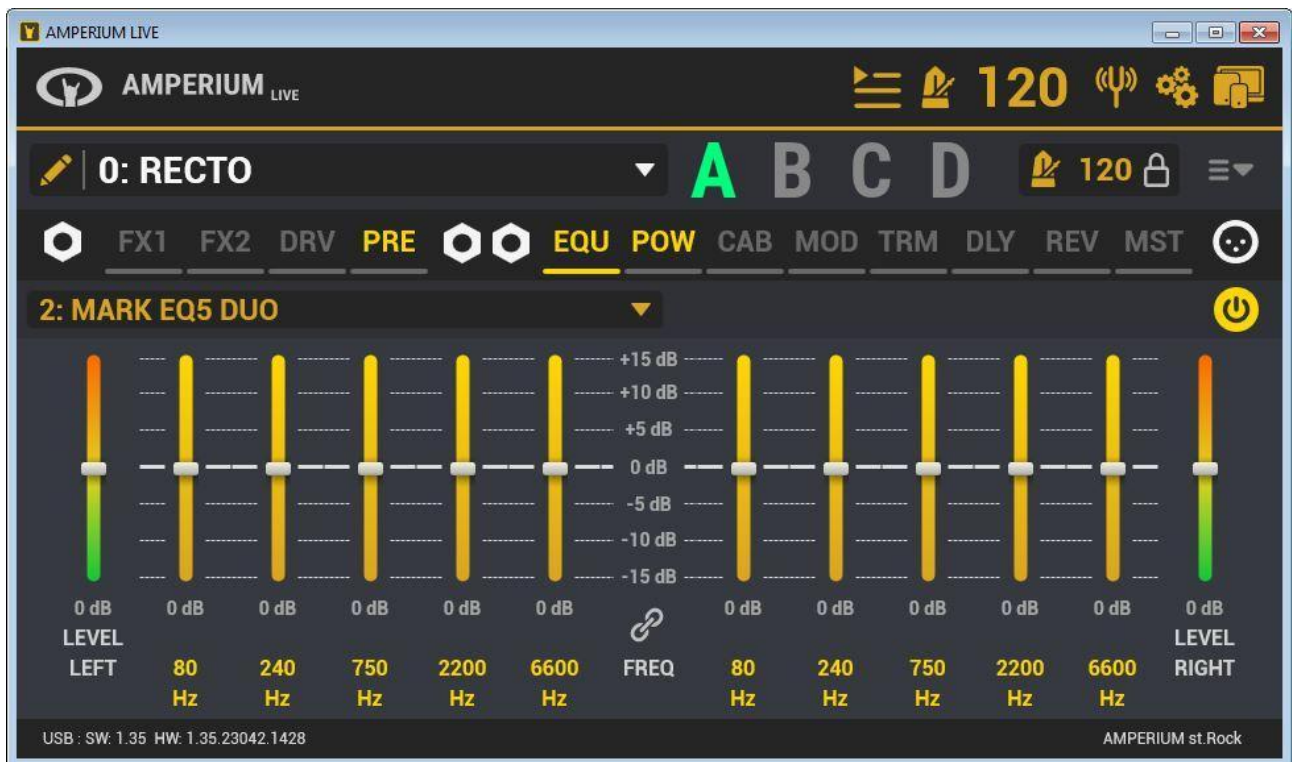 AMPERIUM LIVE
AMPERIUM LIVE 120
0: RECTO A B C D 120
FX1 FX2 DRV PRE EQU POW CAB MOD TRM DLY REV MST
2: MARK EQ5 DUO
+15 dB
+10 dB
+5 dB
0 dB
-5 dB
-10 dB
-15 dB
0 dB 0 dB 0 dB 0 dB 0 dB 0 dB 0 dB 0 dB 0 dB 0 dB 0 dB 0 dB
LEVEL LEVEL
LEFT 80 240 750 2200 6600 FREQ 80 240 750 2200 6600 RIGHT
Hz Hz Hz Hz Hz Hz Hz Hz Hz Hz
USB : SW: 1.35 HW: 1.35.23042.1428 AMPERIUM st.Rock